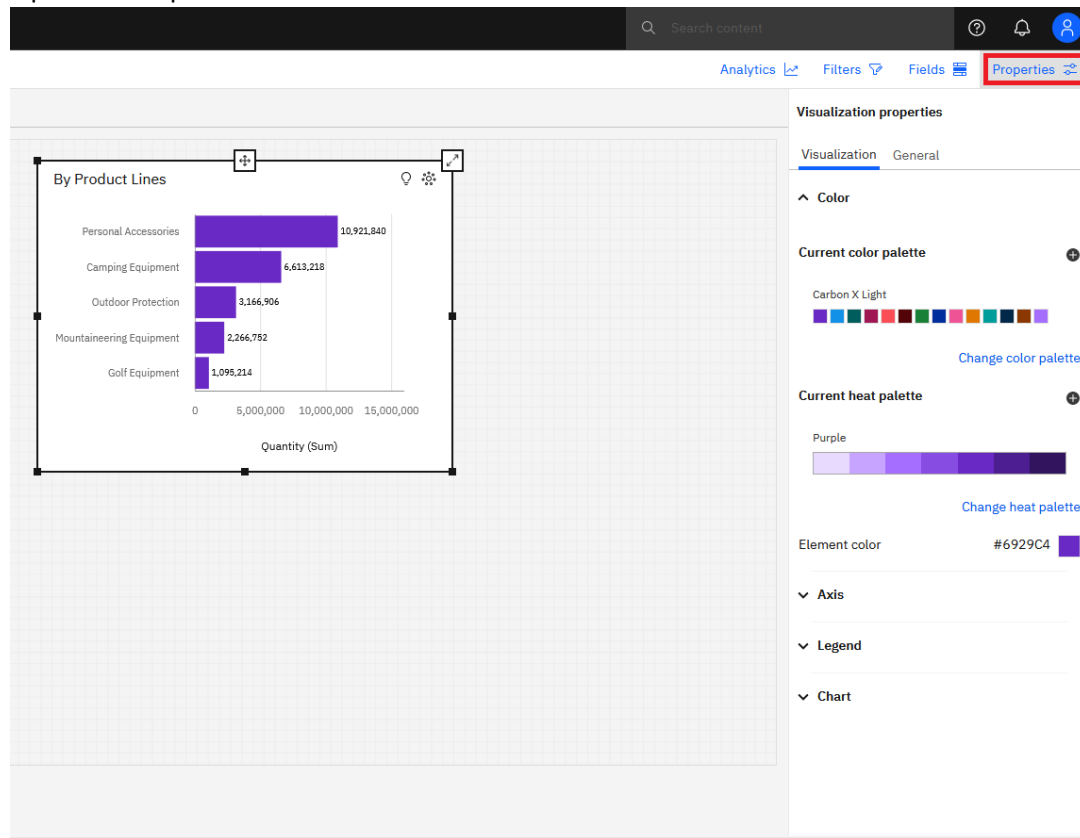 Search content
Analytics
Filters
Fields
Properties
Visualization properties
Visualization
General
Color
Current color palette
Carbon X Light
Change color palette
Current heat palette
Purple
Change heat palette
Element color #6929C4
Axis
Legend
Chart
By Product Lines
Personal Accessories 10,921,840
Camping Equipment 6,613,218
Outdoor Protection 3,166,906
Mountaineering Equipment 2,266,752
Golf Equipment 1,095,214
0 5,000,000 10,000,000 15,000,000
Quantity (Sum)